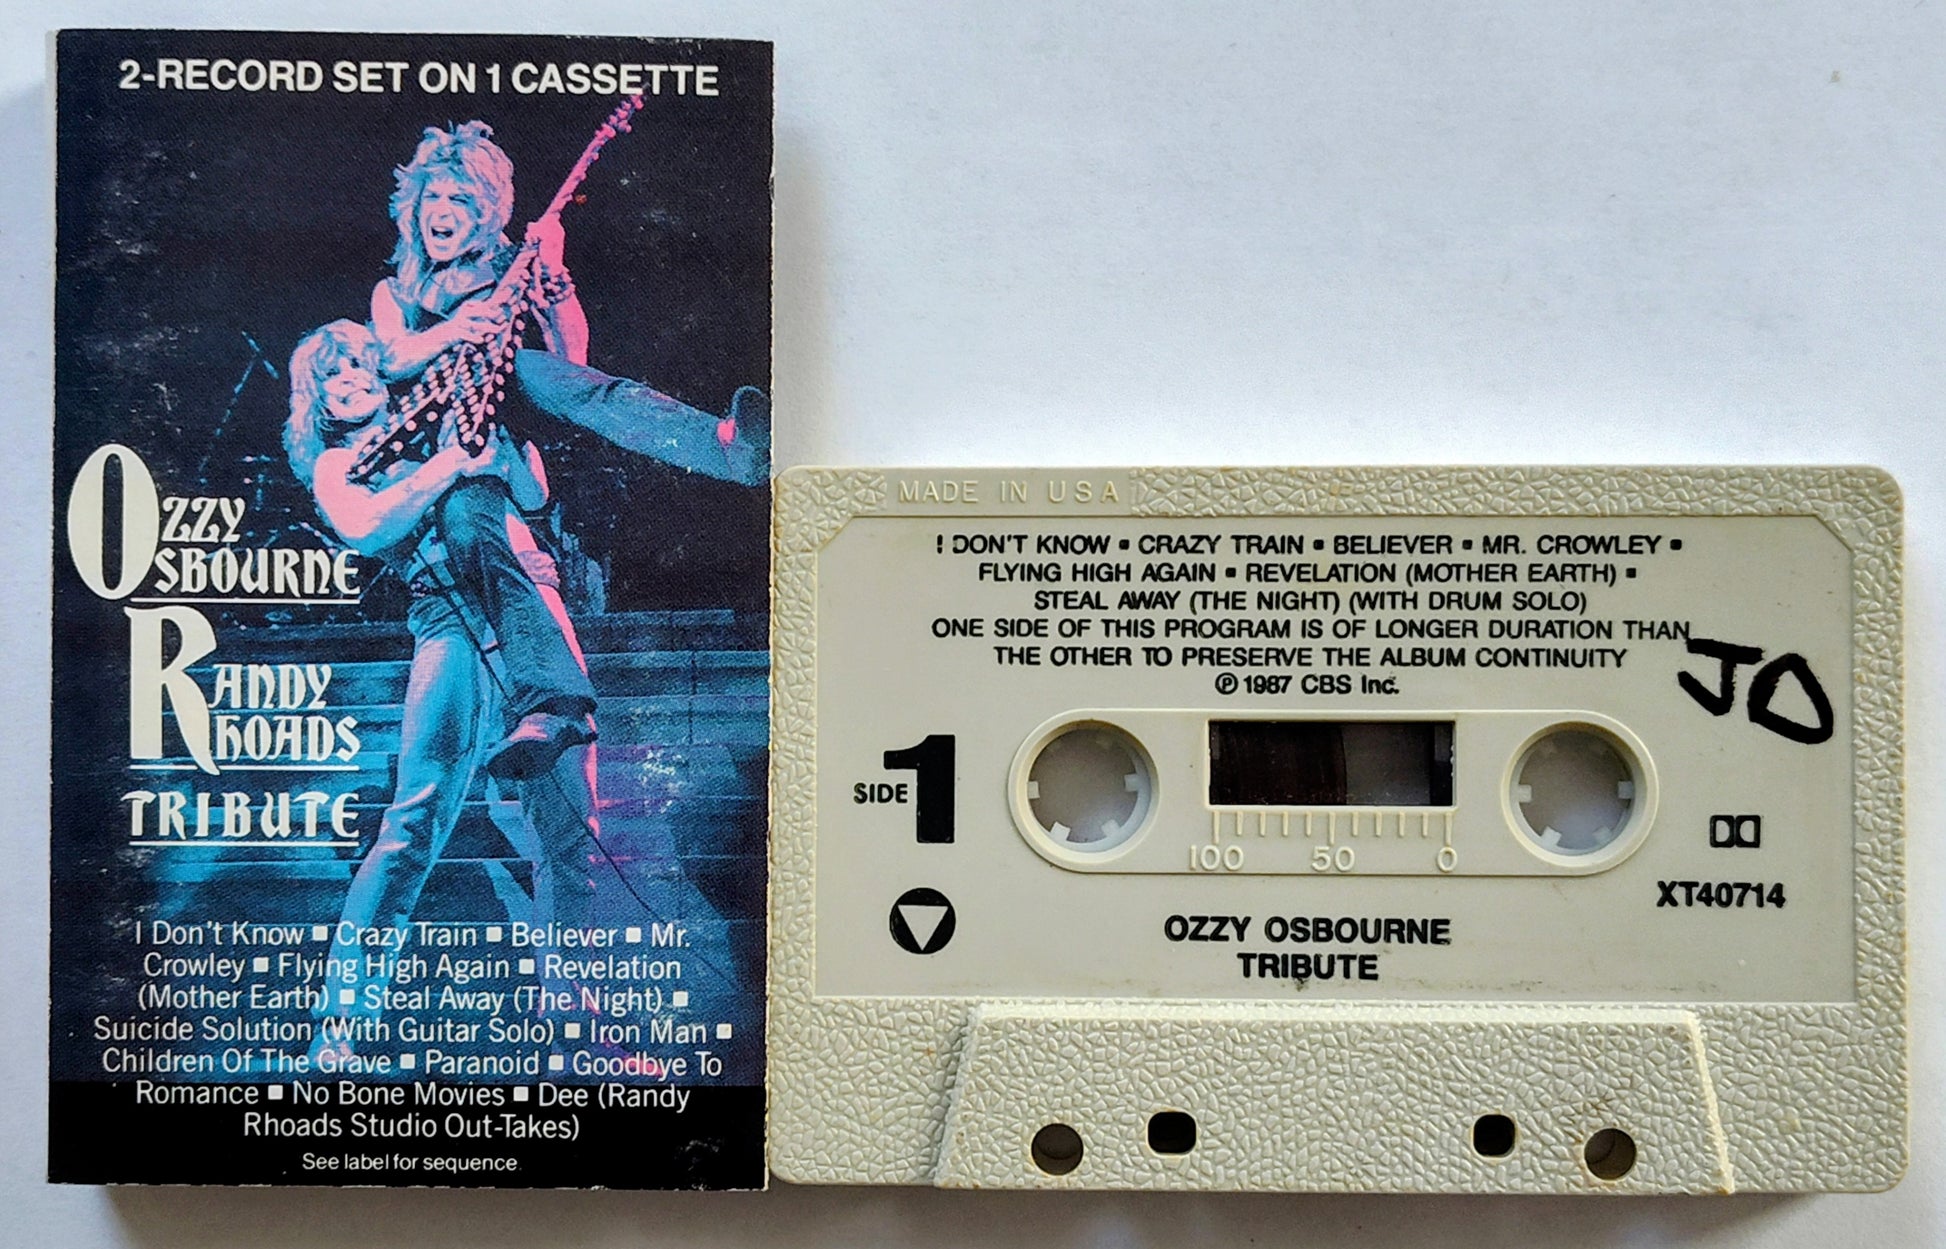 2-RECORD SET ON 1 CASSETTE
OZZY
OSBOURNE
RANDY
RHOADS
TRIBUTE
I Don't Know ▪ Crazy Train ▪ Believer ▪ Mr.
Crowley ▪ Flying High Again ▪ Revelation
(Mother Earth) ▪ Steal Away (The Night) ▪
Suicide Solution (With Guitar Solo) ▪ Iron Man ▪
Children Of The Grave ▪ Paranoid ▪ Goodbye To
Romance ▪ No Bone Movies ▪ Dee (Randy
Rhoads Studio Out-Takes)
See label for sequence.
MADE IN USA
I DON'T KNOW ▪ CRAZY TRAIN ▪ BELIEVER ▪ MR. CROWLEY ▪
FLYING HIGH AGAIN ▪ REVELATION (MOTHER EARTH) ▪
STEAL AWAY (THE NIGHT) (WITH DRUM SOLO)
ONE SIDE OF THIS PROGRAM IS OF LONGER DURATION THAN
THE OTHER TO PRESERVE THE ALBUM CONTINUITY
℗ 1987 CBS Inc.
JO
SIDE 1
100 50 0
XT40714
OZZY OSBOURNE
TRIBUTE